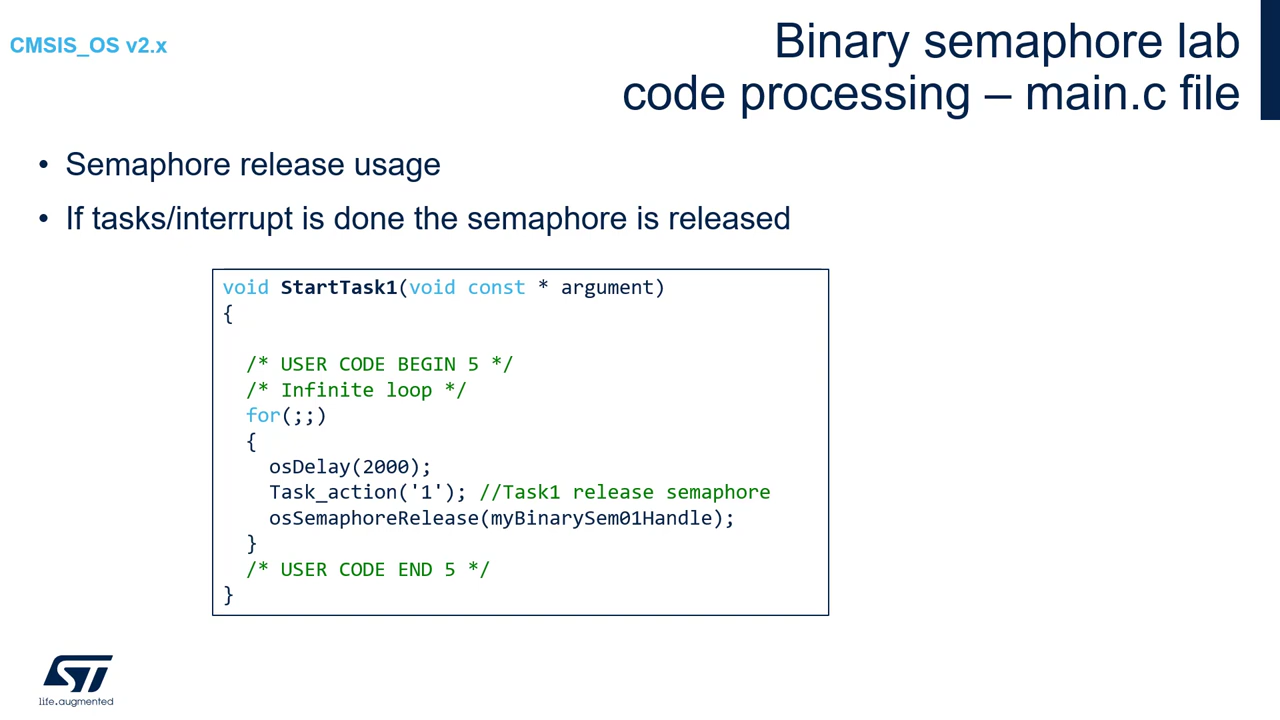 CMSIS_OS v2.x
Binary semaphore lab
code processing – main.c file
• Semaphore release usage
• If tasks/interrupt is done the semaphore is released
void StartTask1(void const * argument)
{
/* USER CODE BEGIN 5 */
/* Infinite loop */
for(;;)
{
osDelay(2000);
Task_action('1'); //Task1 release semaphore
osSemaphoreRelease(myBinarySem01Handle);
}
/* USER CODE END 5 */
}
ST
life.augmented